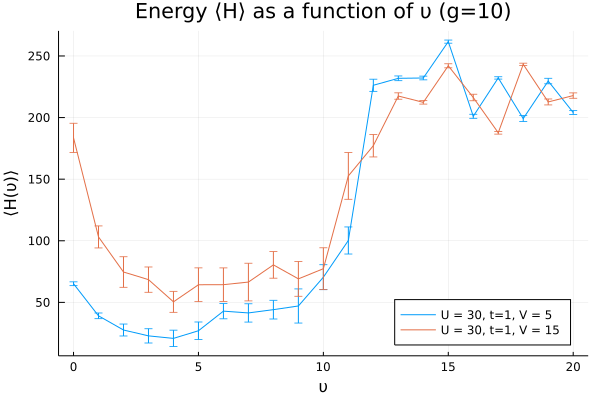 Energy ⟨H⟩ as a function of υ (g=10)
⟨H(υ)⟩
250
200
150
100
50
0
5
10
15
20
υ
U = 30, t=1, V = 5
U = 30, t=1, V = 15